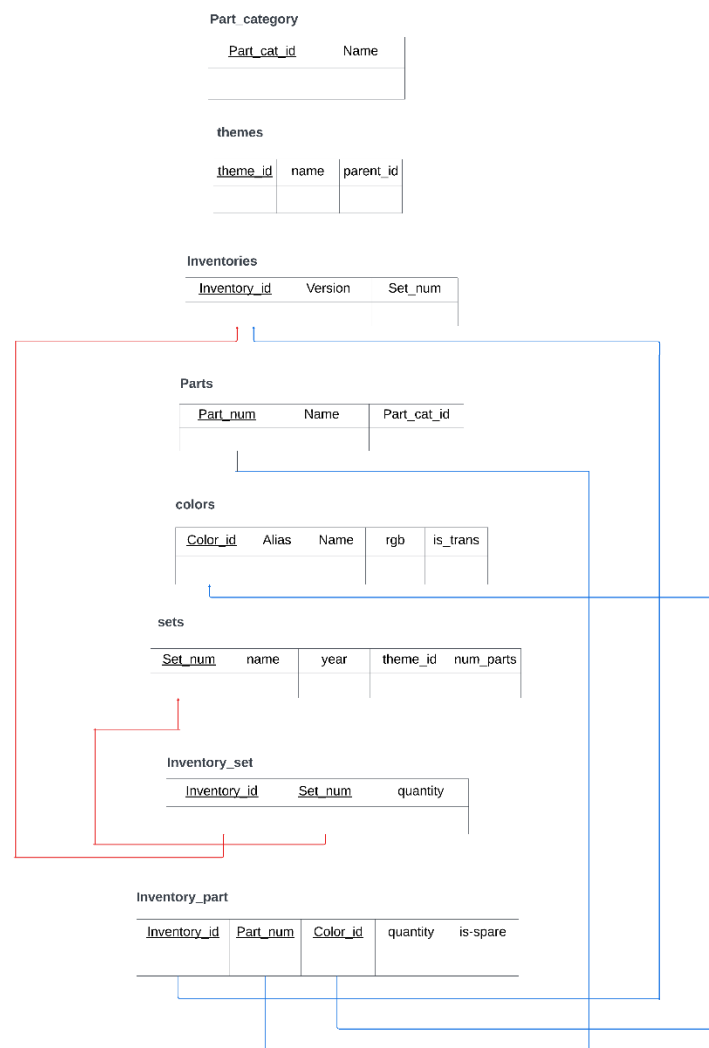 Part_category
Part_cat_id Name
themes
theme_id name parent_id
Inventories
Inventory_id Version Set_num
Parts
Part_num Name Part_cat_id
colors
Color_id Alias Name rgb is_trans
sets
Set_num name year theme_id num_parts
Inventory_set
Inventory_id Set_num quantity
Inventory_part
Inventory_id Part_num Color_id quantity is-spare